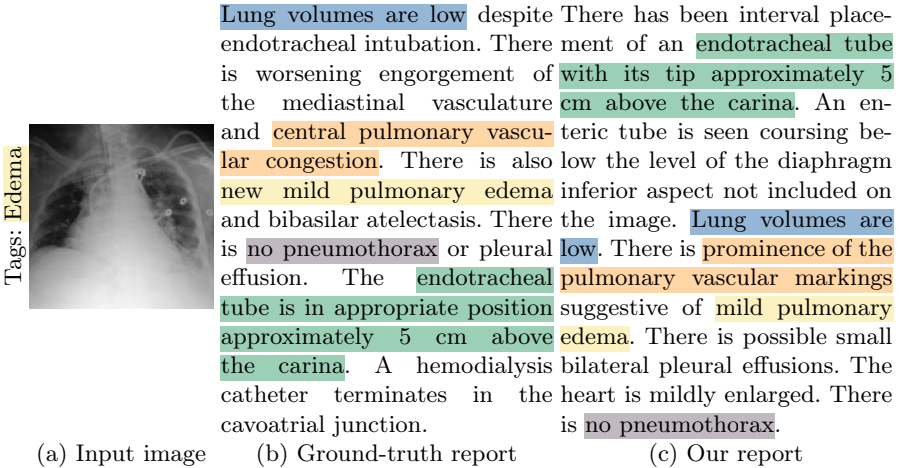 Tags: Edema
(a) Input image
Lung volumes are low despite
endotracheal intubation. There
is worsening engorgement of
the mediastinal vasculature
and central pulmonary vascu-
lar congestion. There is also
new mild pulmonary edema
and bibasilar atelectasis. There
is no pneumothorax or pleural
effusion. The endotracheal
tube is in appropriate position
approximately 5 cm above
the carina. A hemodialysis
catheter terminates in the
cavoatrial junction.
(b) Ground-truth report
There has been interval place-
ment of an endotracheal tube
with its tip approximately 5
cm above the carina. An en-
teric tube is seen coursing be-
low the level of the diaphragm
inferior aspect not included on
the image. Lung volumes are
low. There is prominence of the
pulmonary vascular markings
suggestive of mild pulmonary
edema. There is possible small
bilateral pleural effusions. The
heart is mildly enlarged. There
is no pneumothorax.
(c) Our report